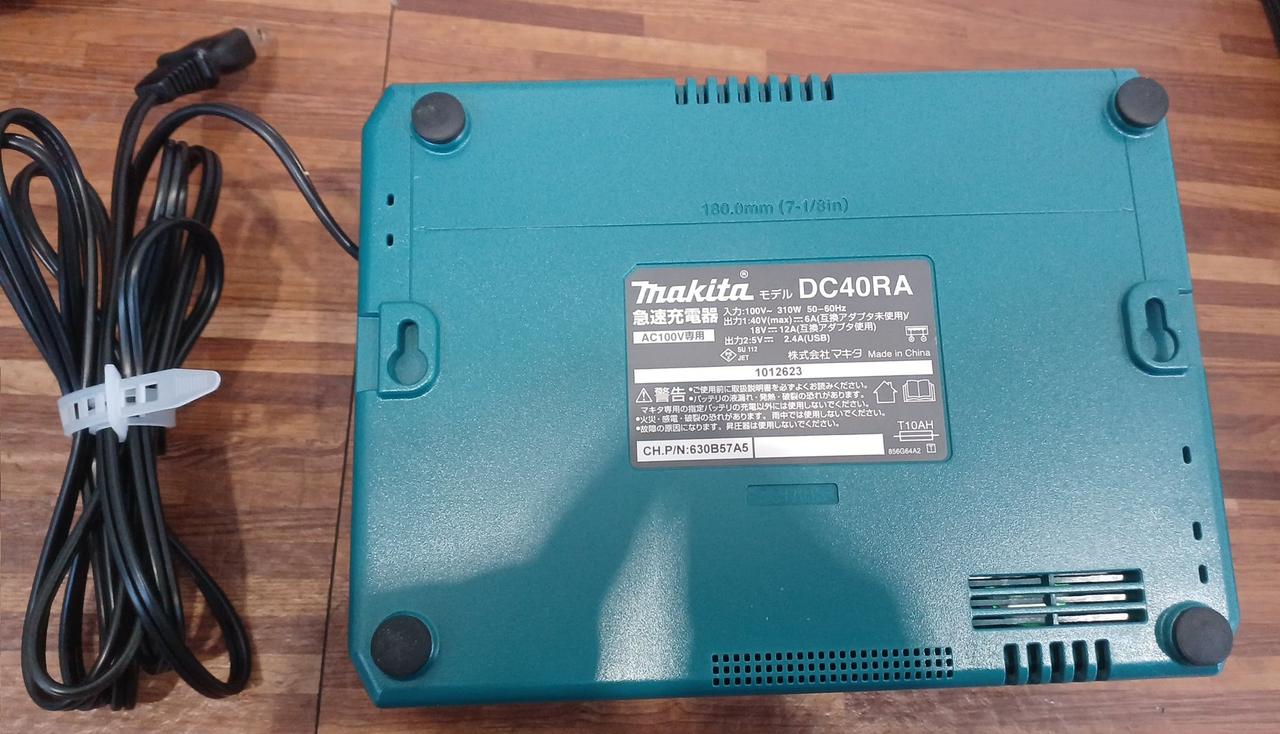 180.0mm (7-1/8in)
makita® モデル DC40RA
急速充電器
AC100V専用
入力:100V~ 310W 50-60Hz
出力1:40V(max)⎓6A(互換アダプタ未使用)/
18V⎓12A(互換アダプタ使用)
出力2:5V⎓ 2.4A(USB)
SU 112
JET
株式会社 マキタ Made in China
1012623
⚠警告 •ご使用前に取扱説明書を必ずよくお読みください。
•バッテリの液漏れ・発熱・破裂の恐れがあります。
マキタ専用の指定バッテリの充電以外には使用しないでください。
•火災・感電・破裂の恐れがあります。雨中では使用しないでください。
•故障の原因になります。昇圧器は使用しないでください。
T10AH
CH.P/N:630B57A5
856G64A2